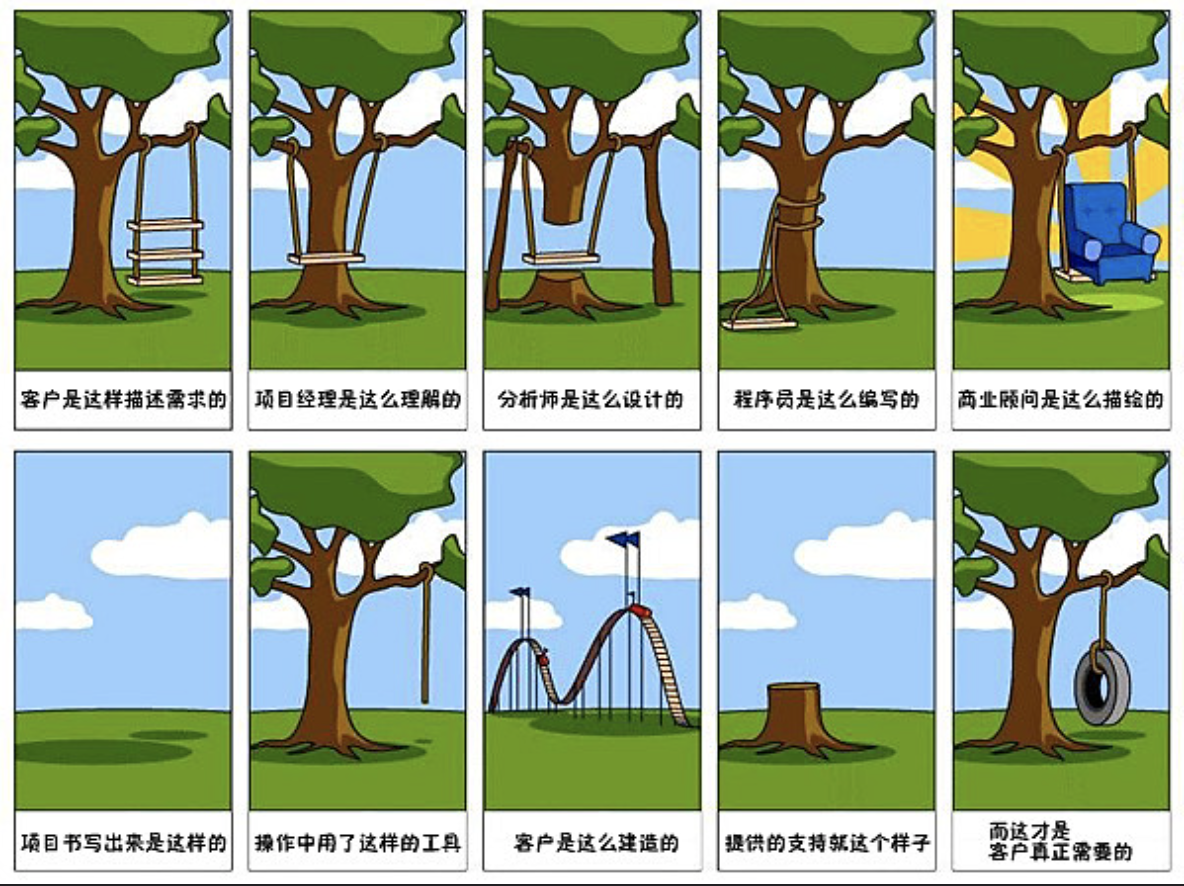 客户是这样描述需求的
项目经理是这么理解的
分析师是这么设计的
程序员是这么编写的
商业顾问是这么描绘的
项目书写出来是这样的
操作中用了这样的工具
客户是这么建造的
提供的支持就这个样子
而这才是
客户真正需要的